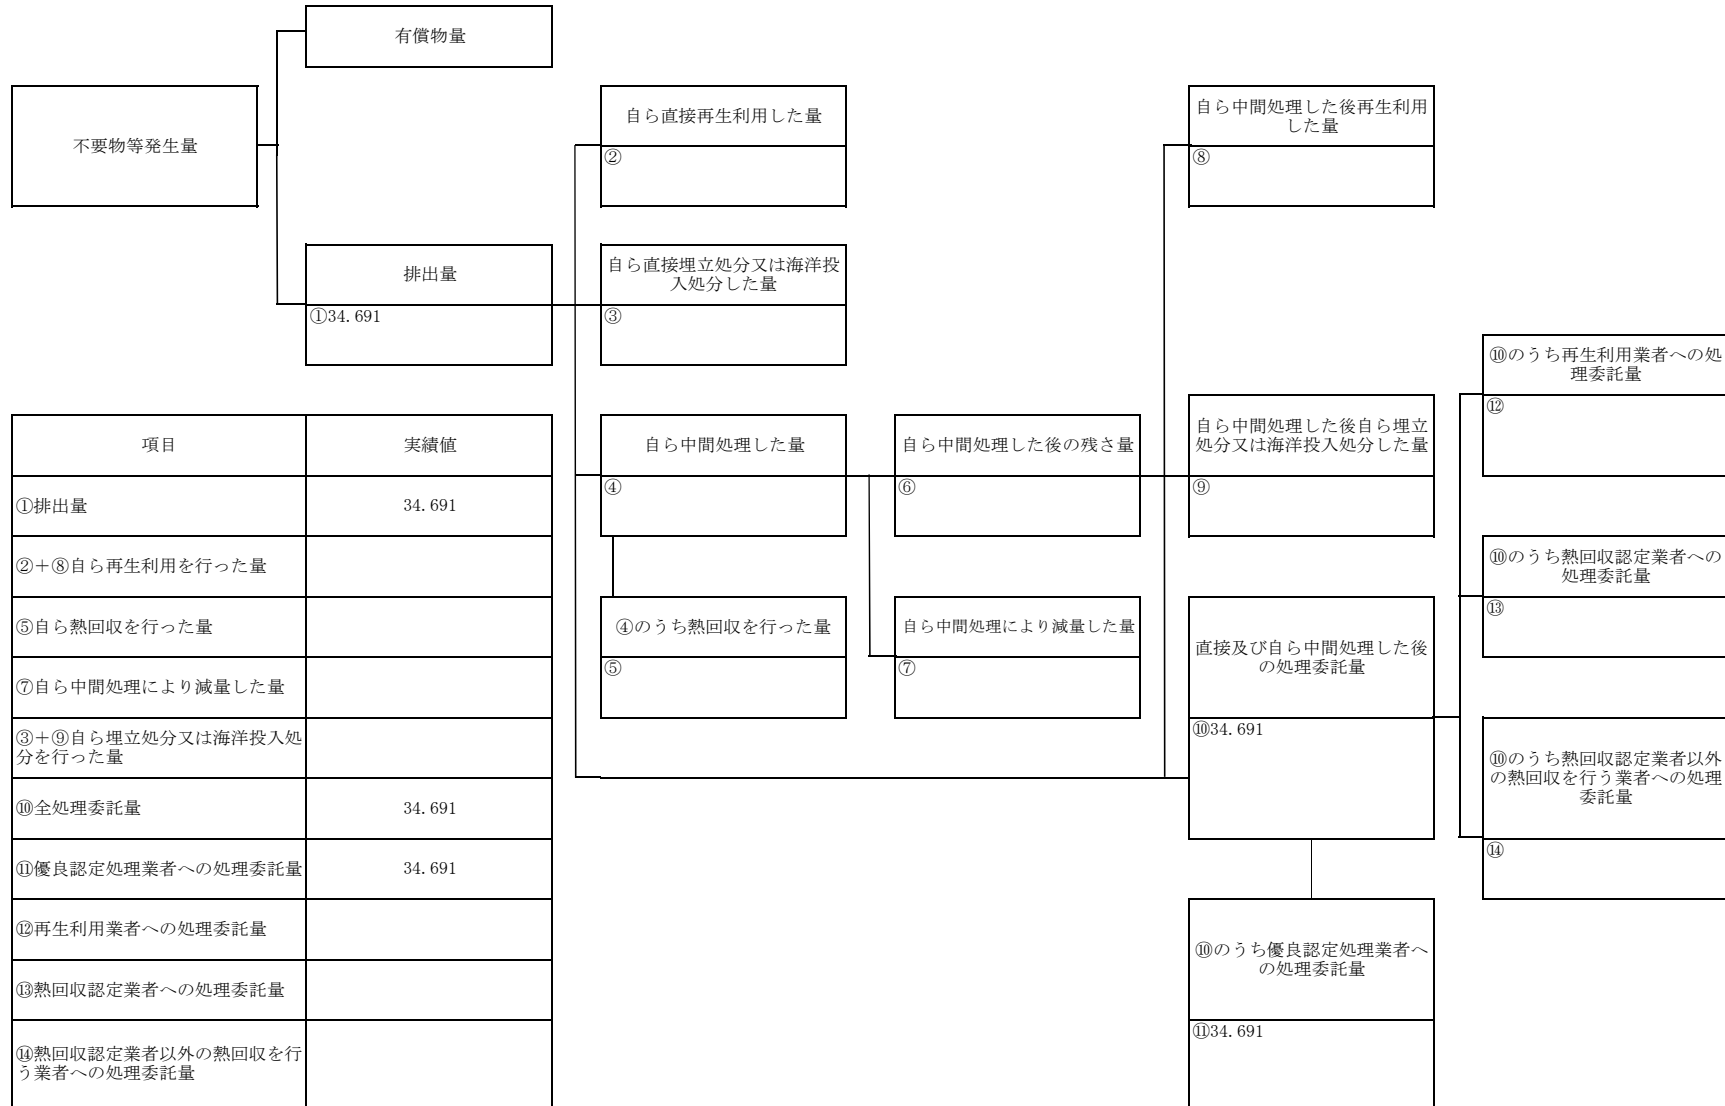 有償物量
不要物等発生量
自ら直接再生利用した量
②
自ら中間処理した後再生利用
した量
⑧
排出量
①34.691
自ら直接埋立処分又は海洋投
入処分した量
③
⑩のうち再生利用業者への処
理委託量
⑫
自ら中間処理した量
④
自ら中間処理した後の残さ量
⑥
自ら中間処理した後自ら埋立
処分又は海洋投入処分した量
⑨
⑩のうち熱回収認定業者への
処理委託量
⑬
④のうち熱回収を行った量
⑤
自ら中間処理により減量した量
⑦
直接及び自ら中間処理した後
の処理委託量
⑩34.691
⑩のうち熱回収認定業者以外
の熱回収を行う業者への処理
委託量
⑭
⑩のうち優良認定処理業者へ
の処理委託量
⑪34.691
項目 実績値
①排出量 34.691
②＋⑧自ら再生利用を行った量
⑤自ら熱回収を行った量
⑦自ら中間処理により減量した量
③＋⑨自ら埋立処分又は海洋投入処
分を行った量
⑩全処理委託量 34.691
⑪優良認定処理業者への処理委託量 34.691
⑫再生利用業者への処理委託量
⑬熱回収認定業者への処理委託量
⑭熱回収認定業者以外の熱回収を行
う業者への処理委託量